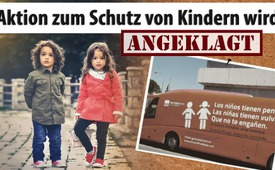 Aktion zum Schutz von Kindern wird
ANGEKLAGT
Los niños tienen pen
Las niñas tienen vulv
Que no te engañen.